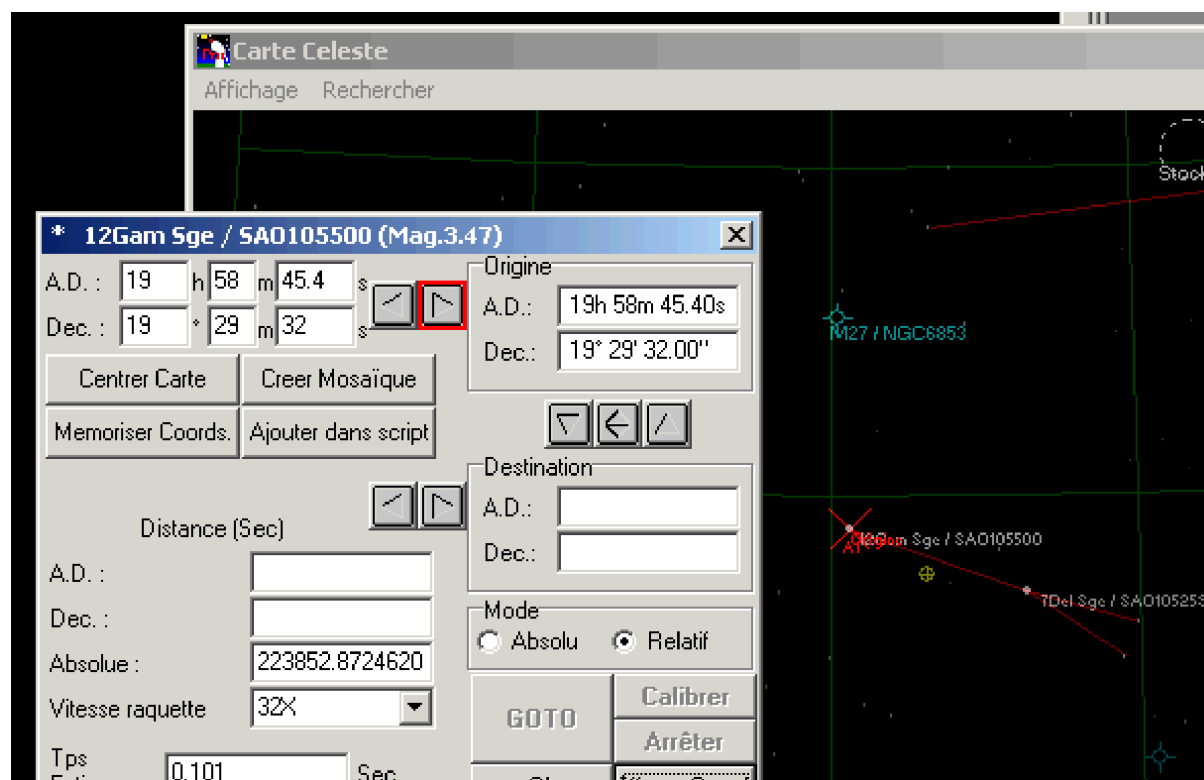 Carte Celeste
Affichage Rechercher
Stock
* 12Gam Sge / SAO105500 (Mag.3.47)
A.D. : 19 h 58 m 45.4 s
Dec. : 19 ° 29 m 32 s
Origine
A.D.: 19h 58m 45.40s
Dec.: 19° 29' 32.00"
M27 / NGC6853
Centrer Carte Creer Mosaïque
Memoriser Coords. Ajouter dans script
Destination
A.D.:
Dec.:
Distance (Sec)
A.D. :
Dec. :
Absolue : 223852.8724620
Vitesse raquette 32X
Mode
Absolu Relatif
GOTO
Calibrer
Arrêter
Tps
0.101 Sec
12Gam Sge / SAO105500
7Del Sge / SAO105259